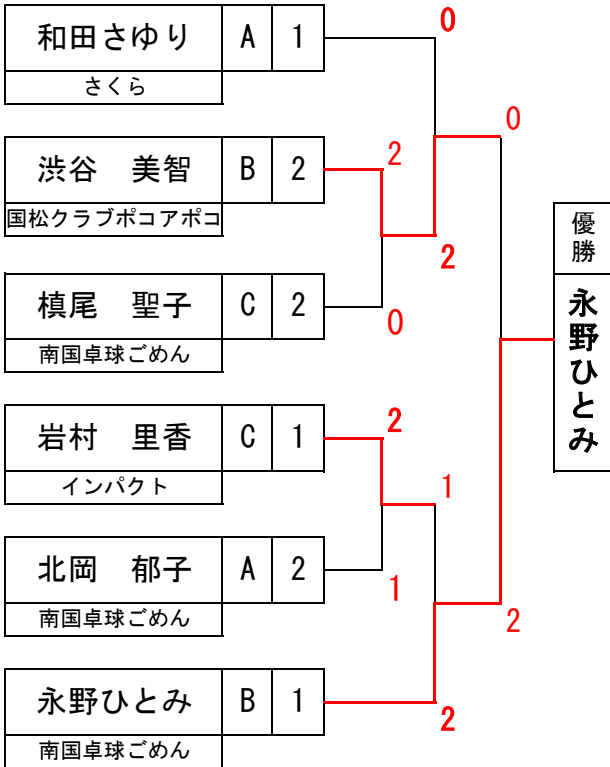 和田さゆり A 1 0
さくら
0
渋谷　美智 B 2 2
国松クラブポコアポコ
2
槙尾　聖子 C 2 0
南国卓球ごめん
優勝
永野ひとみ
岩村　里香 C 1 2
インパクト
1
北岡　郁子 A 2 1
南国卓球ごめん
2
永野ひとみ B 1 2
南国卓球ごめん